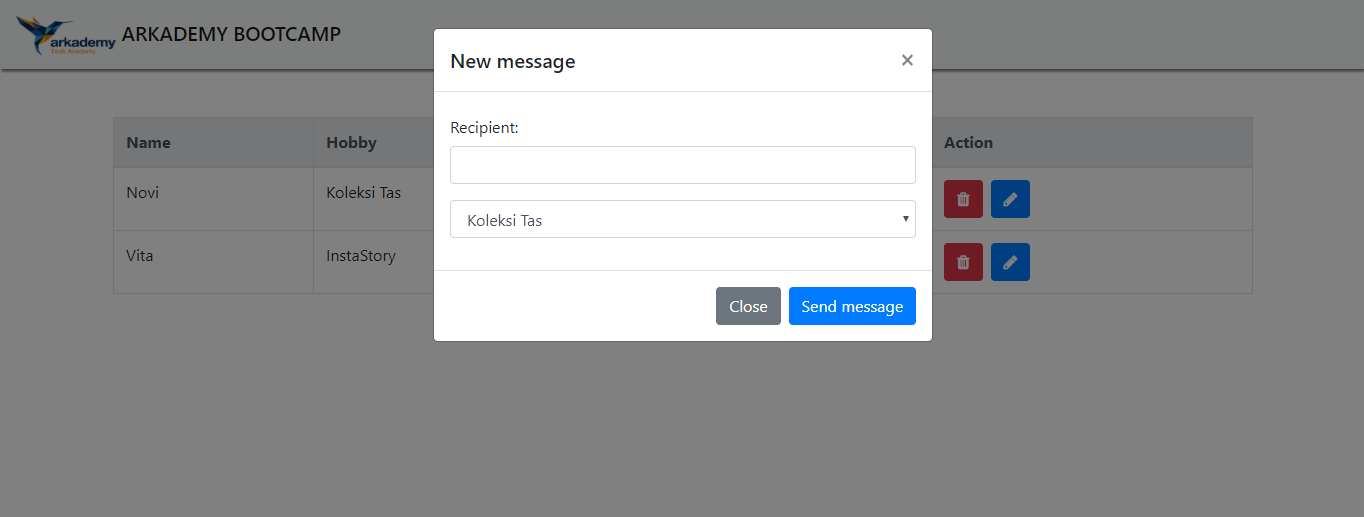 arkademy
Tech Academy
ARKADEMY BOOTCAMP
New message
×
Recipient:
Koleksi Tas
Close
Send message
Name
Hobby
Action
Novi
Koleksi Tas
Vita
InstaStory